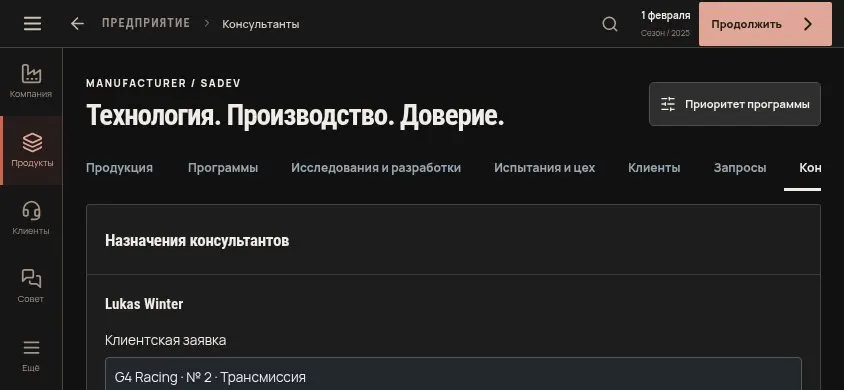 ПРЕДПРИЯТИЕ
Консультанты
1 февраля
Сезон / 2025
Продолжить
Компания
Продукты
Клиенты
Совет
Ещё
MANUFACTURER / SADEV
Технология. Производство. Доверие.
Приоритет программы
Продукция
Программы
Исследования и разработки
Испытания и цех
Клиенты
Запросы
Кон
Назначения консультантов
Lukas Winter
Клиентская заявка
G4 Racing · № 2 · Трансмиссия